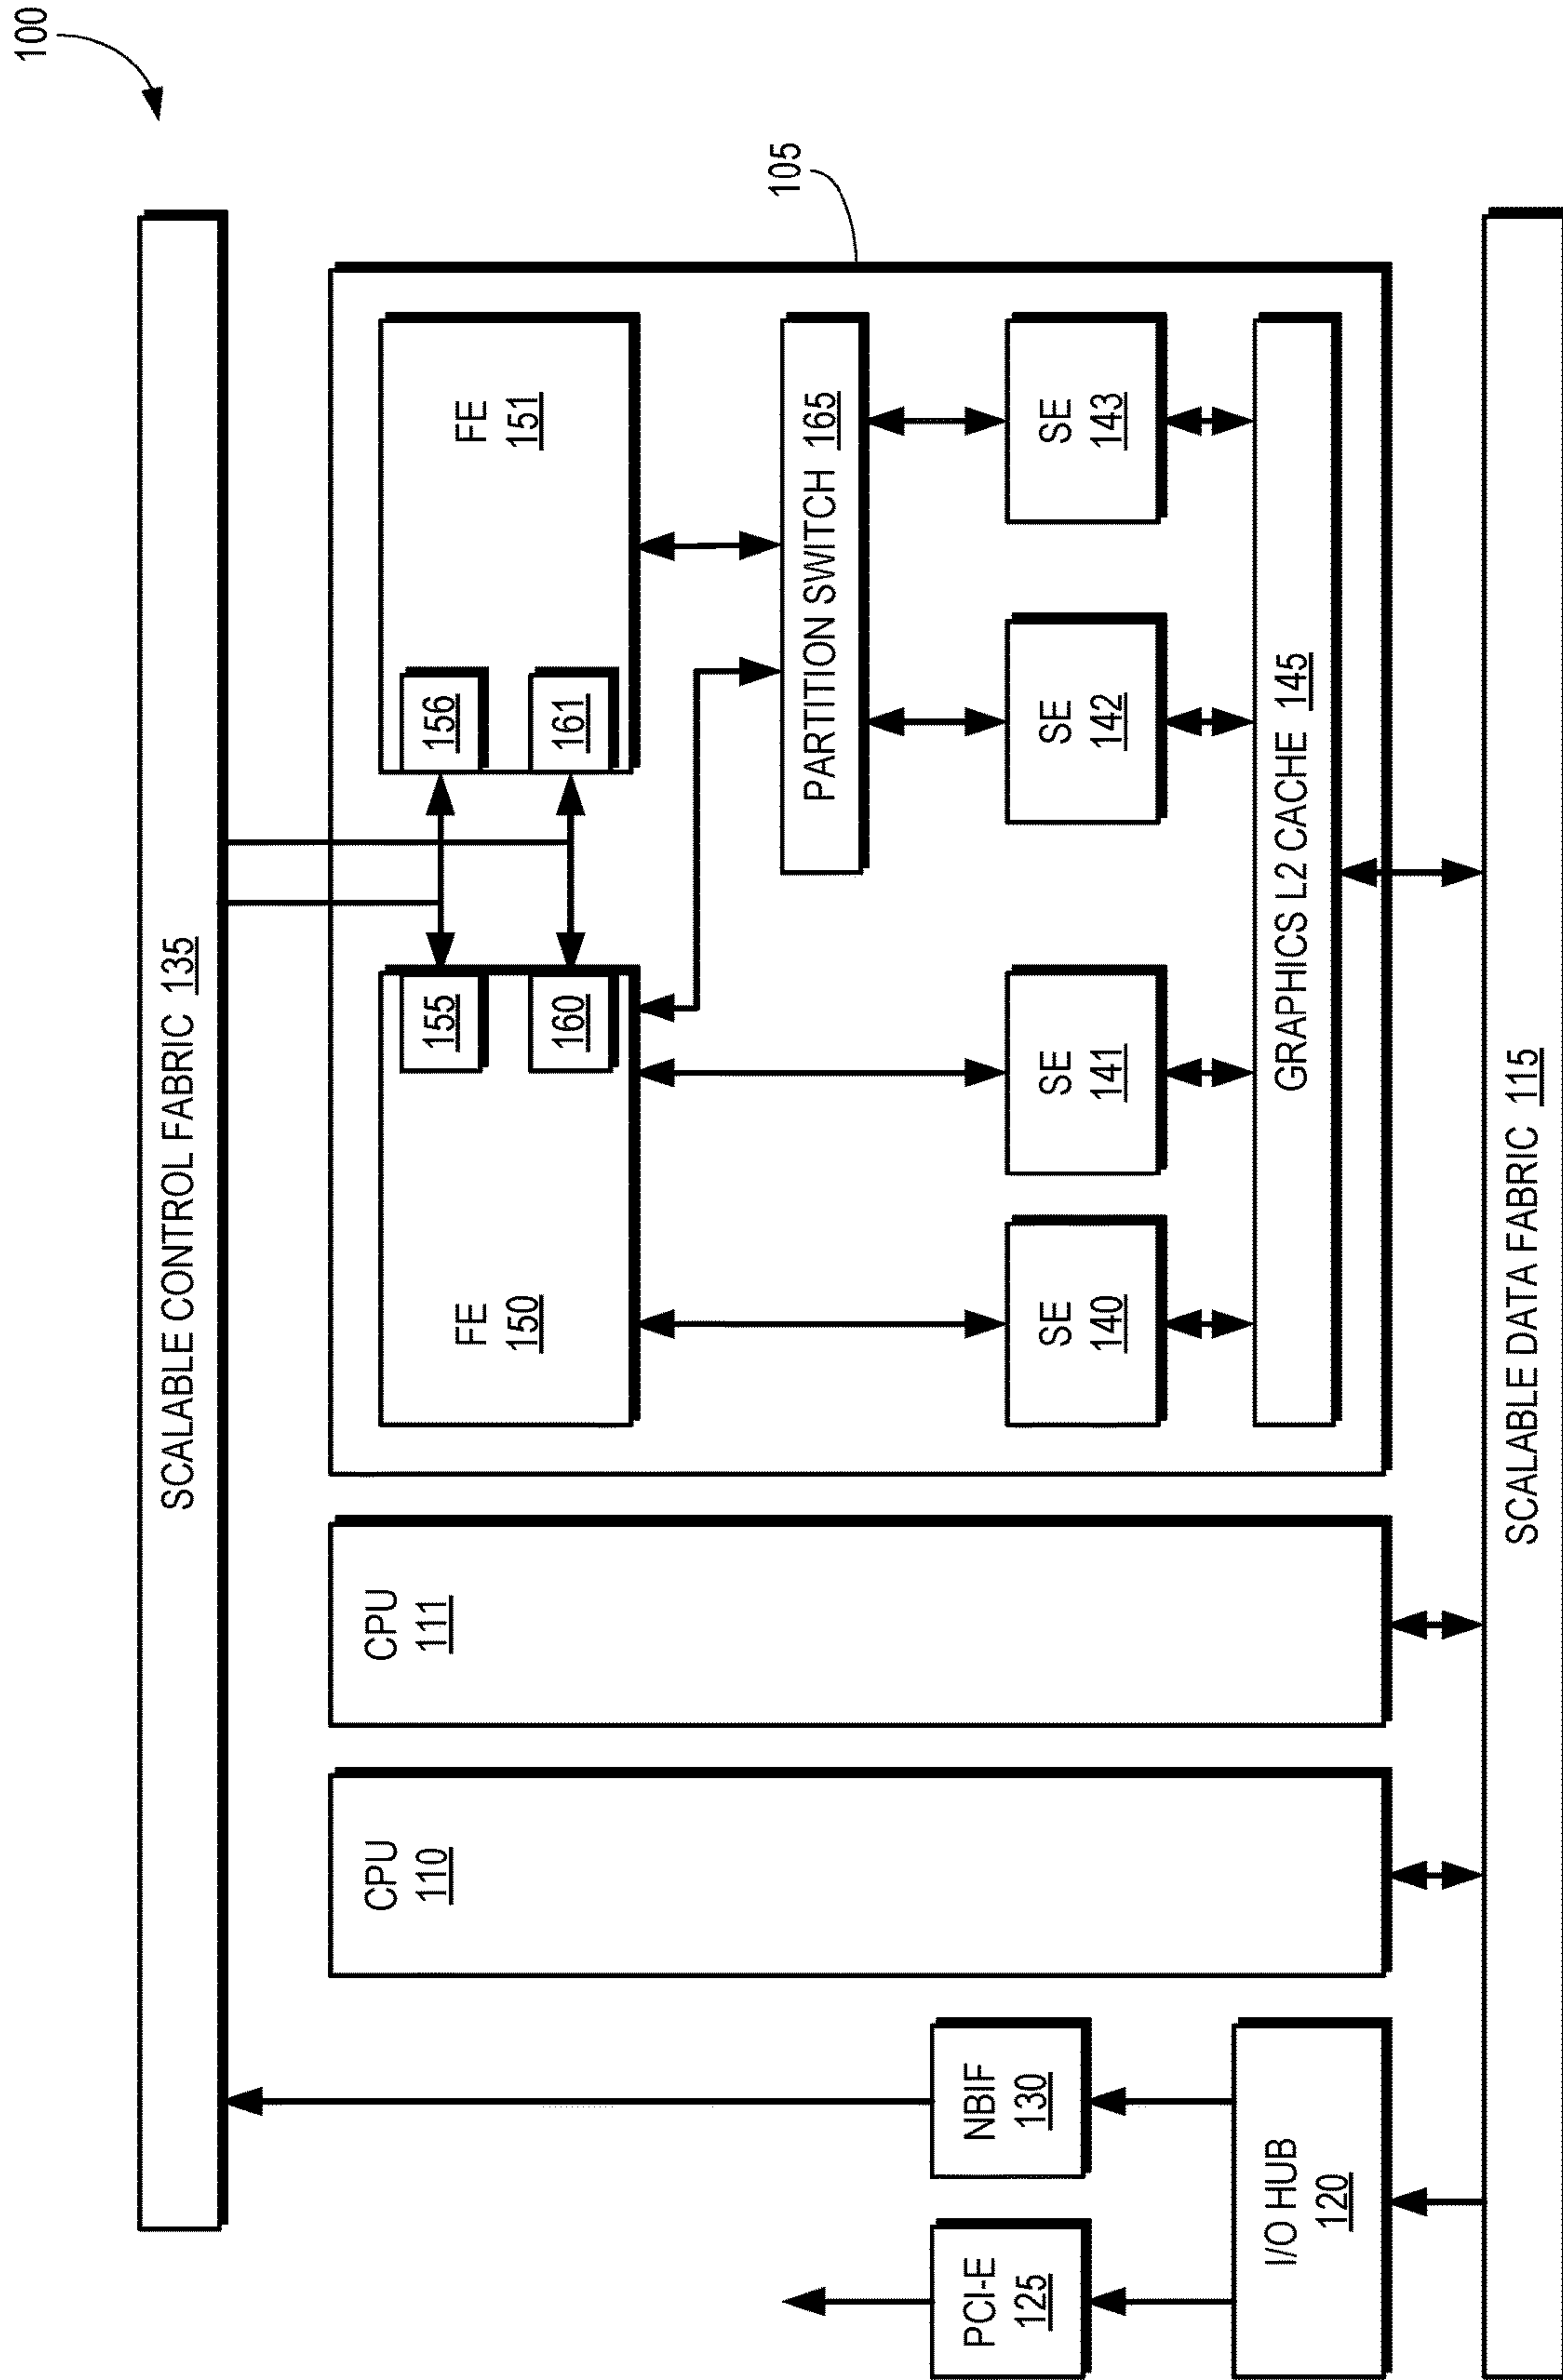 100
SCALABLE CONTROL FABRIC 135
105
CPU
110
CPU
111
FE
150
155
160
156
161
FE
151
PARTITION SWITCH 165
PCI-E
125
NBIF
130
SE
140
SE
141
SE
142
SE
143
I/O HUB
120
GRAPHICS L2 CACHE 145
SCALABLE DATA FABRIC 115